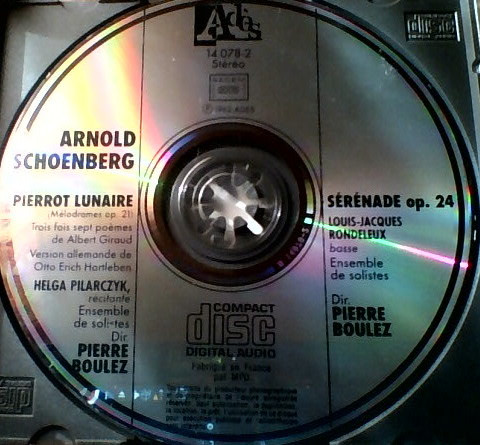 Adès
14.078-2
Stéréo
ARNOLD
SCHOENBERG
PIERROT LUNAIRE
(Mélodrames op. 21)
Trois fois sept poèmes
de Albert Giraud
Version allemande de
Otto Erich Hartleben
HELGA PILARCZYK,
récitante
Ensemble
de solistes
Dir.
PIERRE
BOULEZ
SÉRÉNADE op. 24
LOUIS-JACQUES
RONDELEUX
basse
Ensemble
de solistes
Dir.
PIERRE
BOULEZ
COMPACT
disc
DIGITAL AUDIO
Fabriqué en France
par MPO